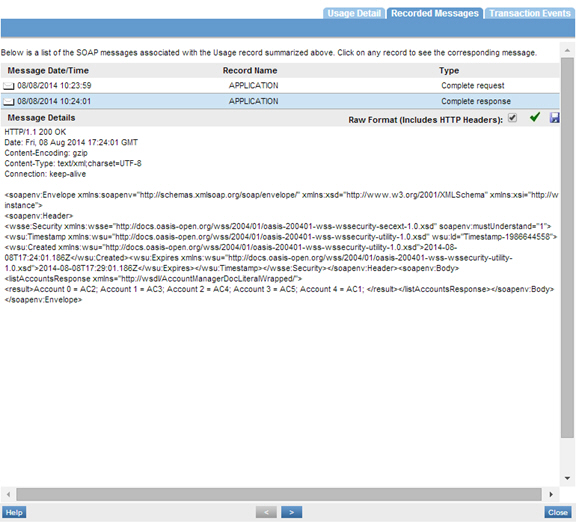 Usage Detail Recorded Messages Transaction Events
Below is a list of the SOAP messages associated with the Usage record summarized above. Click on any record to see the corresponding message.
Message Date/Time Record Name Type
08/08/2014 10:23:59 APPLICATION Complete request
08/08/2014 10:24:01 APPLICATION Complete response
Message Details Raw Format (Includes HTTP Headers):
HTTP/1.1 200 OK
Date: Fri, 08 Aug 2014 17:24:01 GMT
Content-Encoding: gzip
Content-Type: text/xml;charset=UTF-8
Connection: keep-alive
<soapenv:Envelope xmlns:soapenv="http://schemas.xmlsoap.org/soap/envelope/" xmlns:xsd="http://www.w3.org/2001/XMLSchema" xmlns:xsi="http://w
instance">
<soapenv:Header>
<wsse:Security xmlns:wsse="http://docs.oasis-open.org/wss/2004/01/oasis-200401-wss-wssecurity-secext-1.0.xsd" soapenv:mustUnderstand="1">
<wsu:Timestamp xmlns:wsu="http://docs.oasis-open.org/wss/2004/01/oasis-200401-wss-wssecurity-utility-1.0.xsd" wsu:Id="Timestamp-1986644558">
<wsu:Created xmlns:wsu="http://docs.oasis-open.org/wss/2004/01/oasis-200401-wss-wssecurity-utility-1.0.xsd">2014-08-
08T17:24:01.186Z</wsu:Created><wsu:Expires xmlns:wsu="http://docs.oasis-open.org/wss/2004/01/oasis-200401-wss-wssecurity-utility-
1.0.xsd">2014-08-08T17:29:01.186Z</wsu:Expires></wsu:Timestamp></wsse:Security></soapenv:Header><soapenv:Body>
<listAccountsResponse xmlns="http://wsdl/AccountManagerDocLiteralWrapped/">
<result>Account 0 = AC2; Account 1 = AC3; Account 2 = AC4; Account 3 = AC5; Account 4 = AC1; </result></listAccountsResponse></soapenv:Body>
</soapenv:Envelope>
Help < > Close